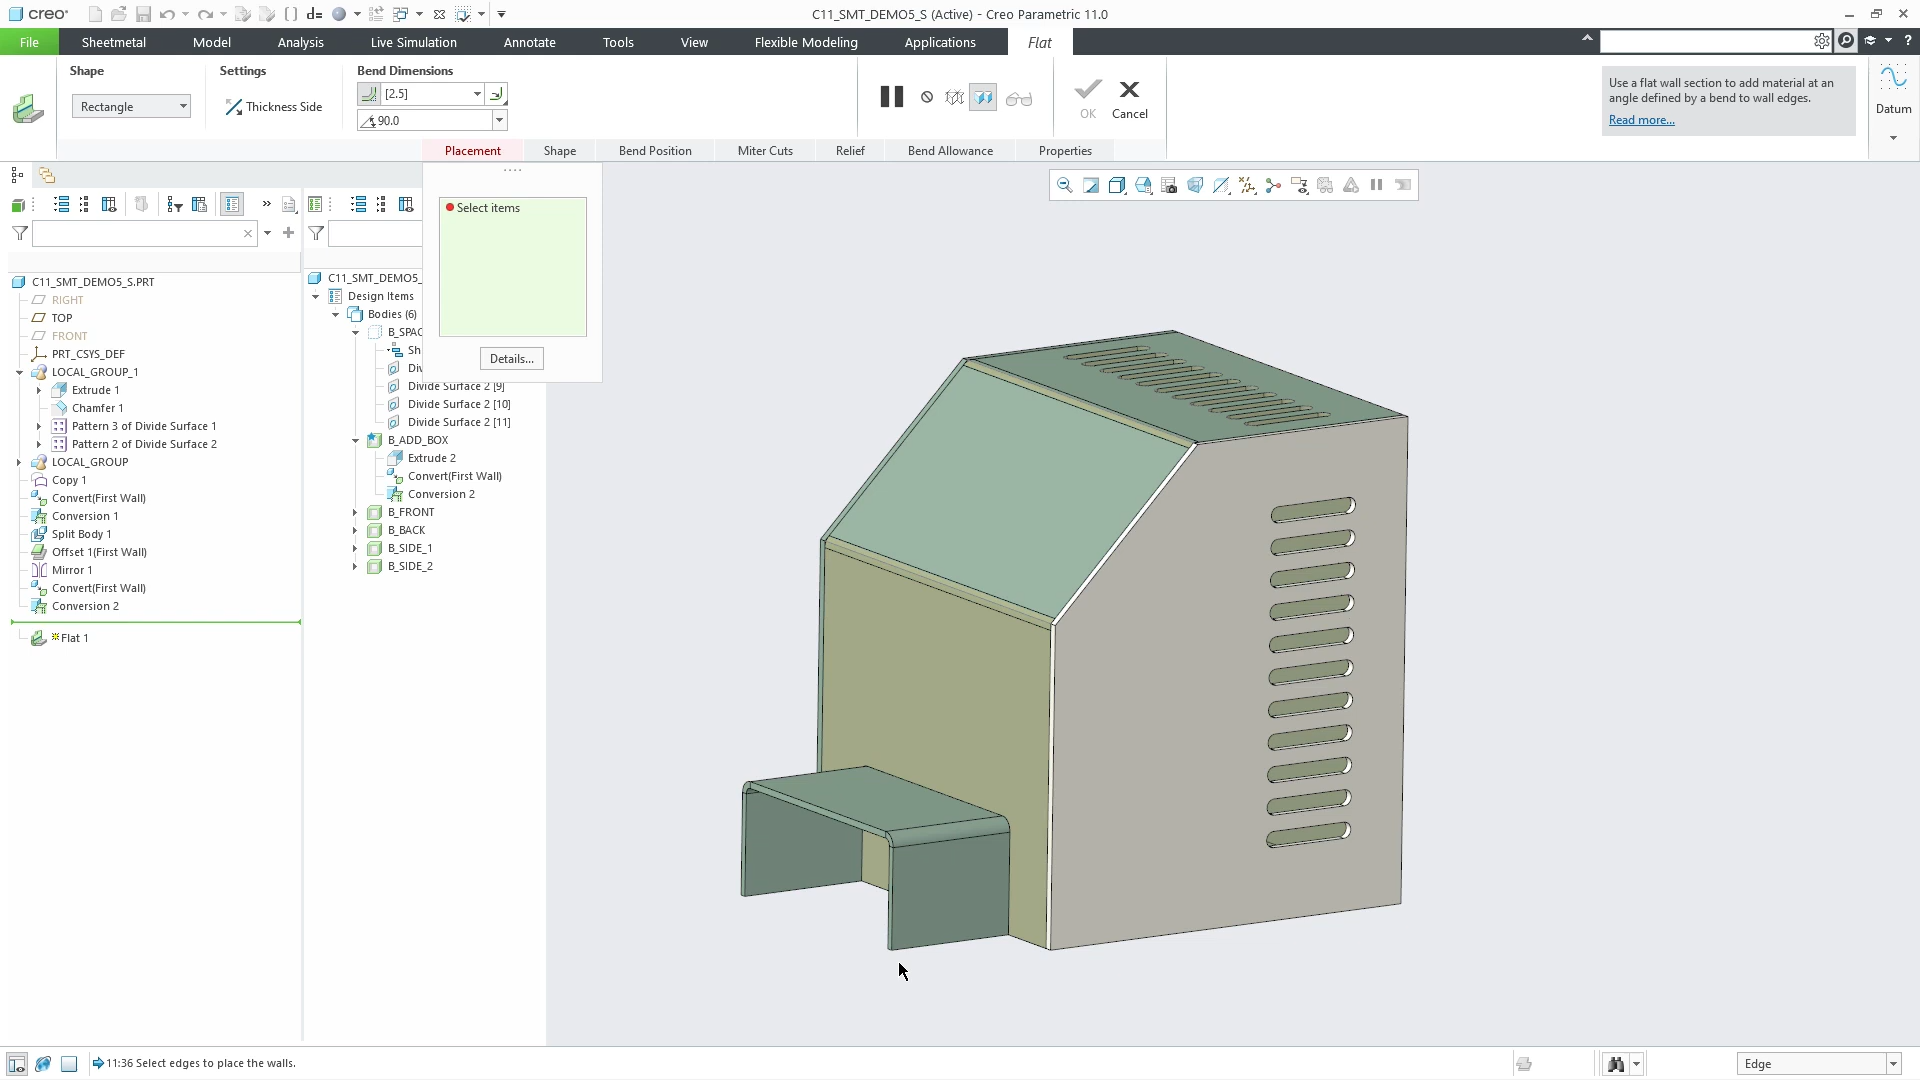 creo
C11_SMT_DEMO5_S (Active) - Creo Parametric 11.0
File Sheetmetal Model Analysis Live Simulation Annotate Tools View Flexible Modeling Applications Flat
Shape
Rectangle
Settings
Thickness Side
Bend Dimensions
[2.5]
90.0
OK Cancel
Use a flat wall section to add material at an
angle defined by a bend to wall edges.
Read more...
Datum
Placement Shape Bend Position Miter Cuts Relief Bend Allowance Properties
Select items
Details...
C11_SMT_DEMO5_S.PRT
RIGHT
TOP
FRONT
PRT_CSYS_DEF
LOCAL_GROUP_1
Extrude 1
Chamfer 1
Pattern 3 of Divide Surface 1
Pattern 2 of Divide Surface 2
LOCAL_GROUP
Copy 1
Convert(First Wall)
Conversion 1
Split Body 1
Offset 1(First Wall)
Mirror 1
Convert(First Wall)
Conversion 2
Flat 1
C11_SMT_DEMO5_
Design Items
Bodies (6)
B_SPAC
Sh
Div
Divide Surface 2 [9]
Divide Surface 2 [10]
Divide Surface 2 [11]
B_ADD_BOX
Extrude 2
Convert(First Wall)
Conversion 2
B_FRONT
B_BACK
B_SIDE_1
B_SIDE_2
11:36 Select edges to place the walls.
Edge